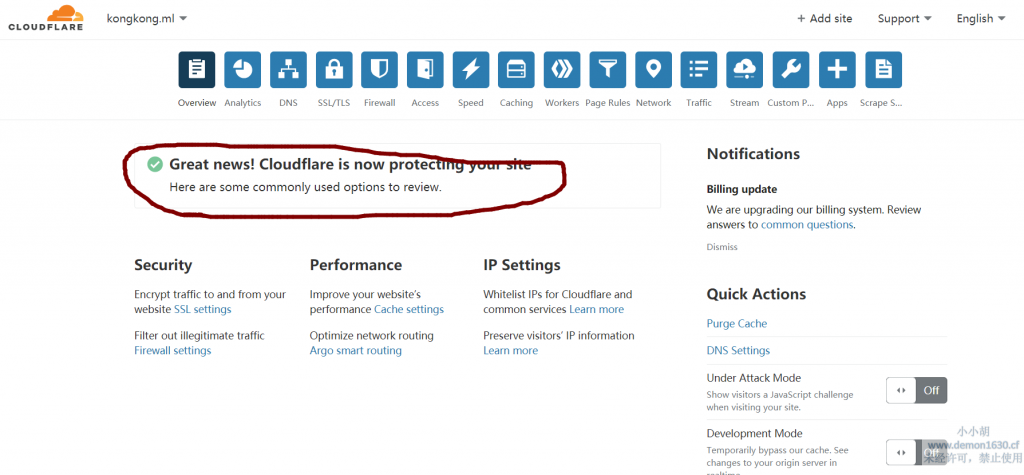 CLOUDFLARE
kongkong.ml
+ Add site
Support
English
Overview
Analytics
DNS
SSL/TLS
Firewall
Access
Speed
Caching
Workers
Page Rules
Network
Traffic
Stream
Custom P...
Apps
Scrape S...
Great news! Cloudflare is now protecting your site
Here are some commonly used options to review.
Security
Encrypt traffic to and from your
website SSL settings
Filter out illegitimate traffic
Firewall settings
Performance
Improve your website's
performance Cache settings
Optimize network routing
Argo smart routing
IP Settings
Whitelist IPs for Cloudflare and
common services Learn more
Preserve visitors' IP information
Learn more
Notifications
Billing update
We are upgrading our billing system. Review
answers to common questions.
Dismiss
Quick Actions
Purge Cache
DNS Settings
Under Attack Mode
Show visitors a JavaScript challenge
when visiting your site.
Off
Development Mode
Temporarily bypass our cache. See
changes to your origin server in
realtime.
Off
小小胡
www.demon1630.cf
未经许可，禁止使用